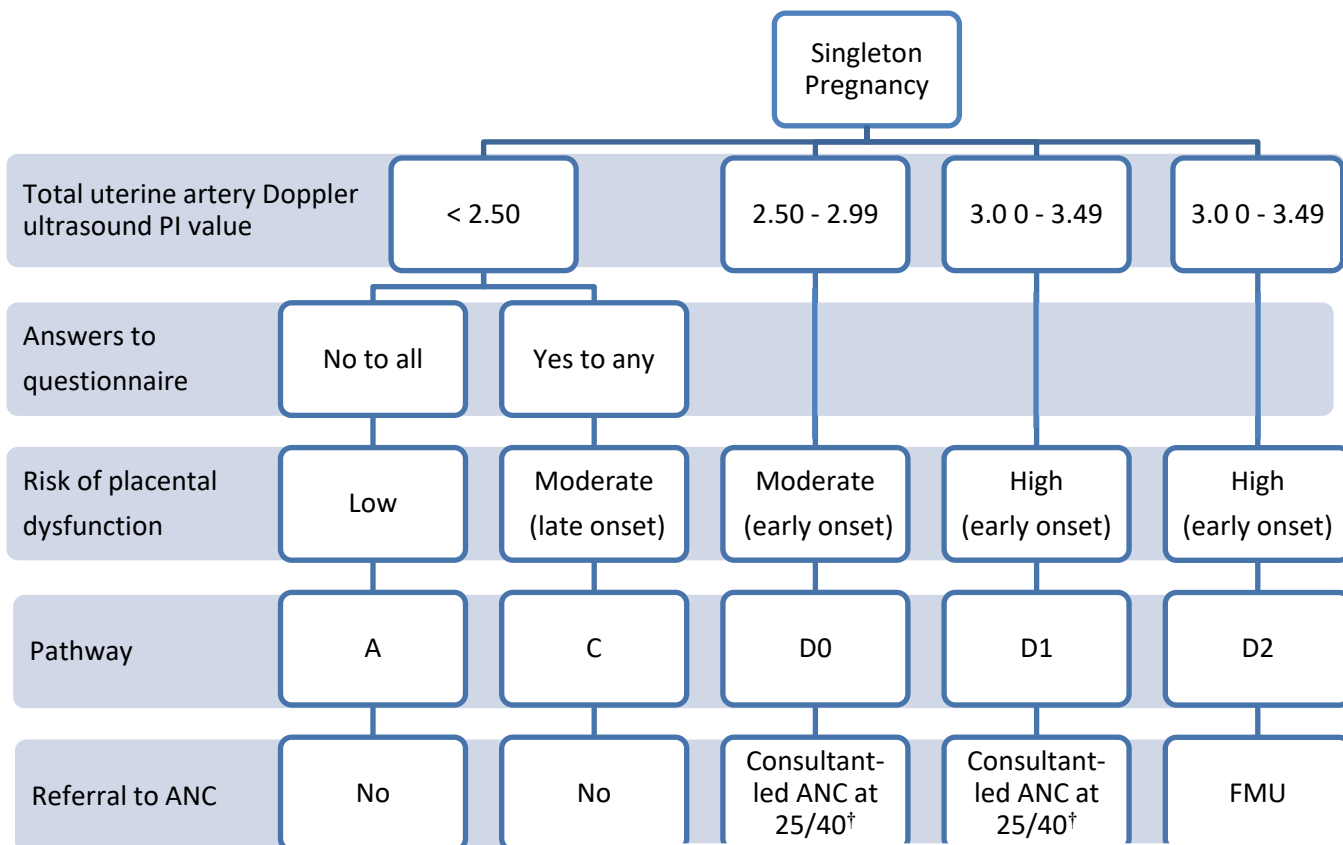 Singleton
Pregnancy
Total uterine artery Doppler
ultrasound PI value
< 2.50
2.50 - 2.99
3.0 0 - 3.49
3.0 0 - 3.49
Answers to
questionnaire
No to all
Yes to any
Risk of placental
dysfunction
Low
Moderate
(late onset)
Moderate
(early onset)
High
(early onset)
High
(early onset)
Pathway
A
C
D0
D1
D2
Referral to ANC
No
No
Consultant-
led ANC at
25/40†
Consultant-
led ANC at
25/40†
FMU